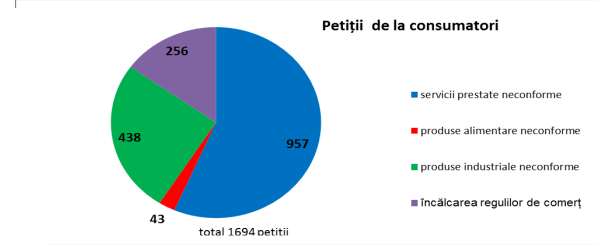 Petiții de la consumatori
256
servicii prestate neconforme
produse alimentare neconforme
438
957
produse industriale neconforme
încălcarea regulilor de comerț
43
total 1694 petitii